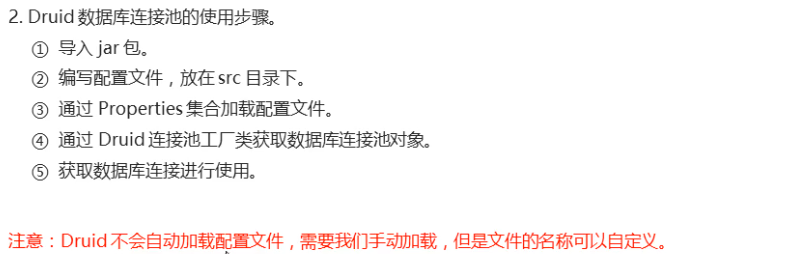 2. Druid 数据库连接池的使用步骤。
① 导入 jar 包。
② 编写配置文件，放在 src 目录下。
③ 通过 Properties 集合加载配置文件。
④ 通过 Druid 连接池工厂类获取数据库连接池对象。
⑤ 获取数据库连接进行使用。
注意：Druid 不会自动加载配置文件，需要我们手动加载，但是文件的名称可以自定义。